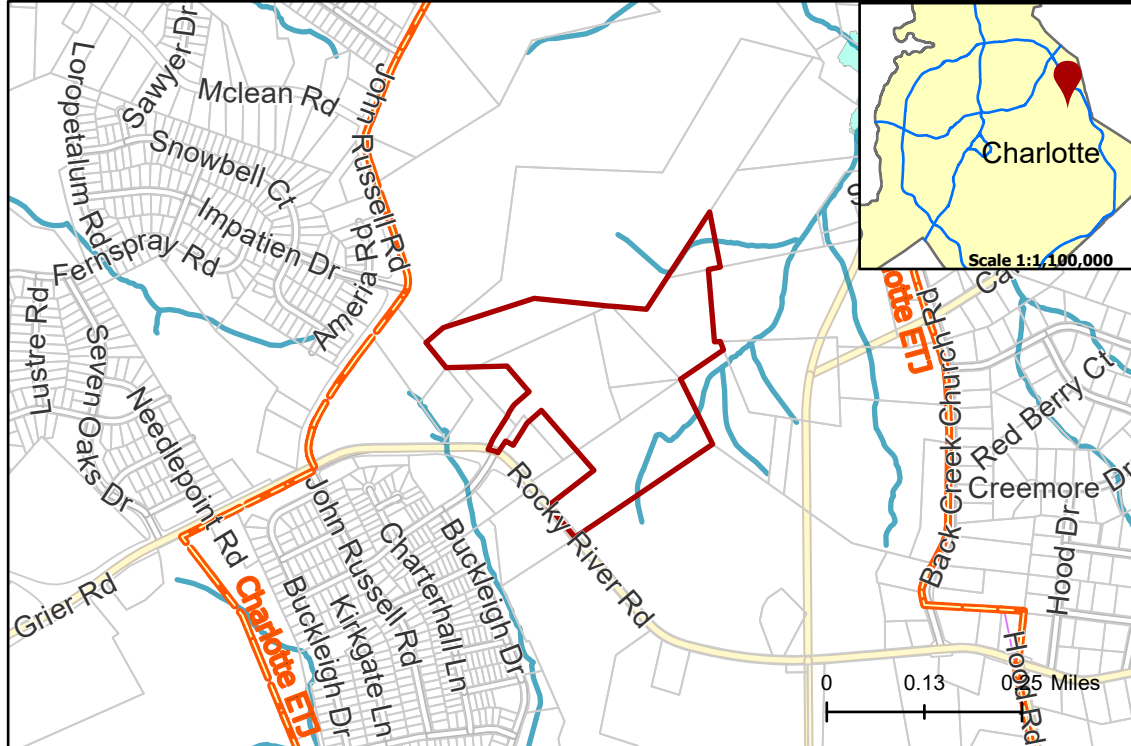 Sawyer Dr
Loropetalum Rd
Mclean Rd
John Russell Rd
Snowbell Ct
Impatien Dr
Fernspray Rd
Ameria Rd
Lustre Rd
Seven Oaks Dr
Needlepoint Rd
Grier Rd
Charlotte ETJ
John Russell Rd
Buckleigh Dr
Kirkgate Ln
Charterhall Ln
Buckleigh Dr
Rocky River Rd
Charlotte
Scale 1:1,100,000
Back Creek Church Rd
Red Berry Ct
Creemore Dr
Hood Dr
Hood Rd
0 0.13 0.25 Miles